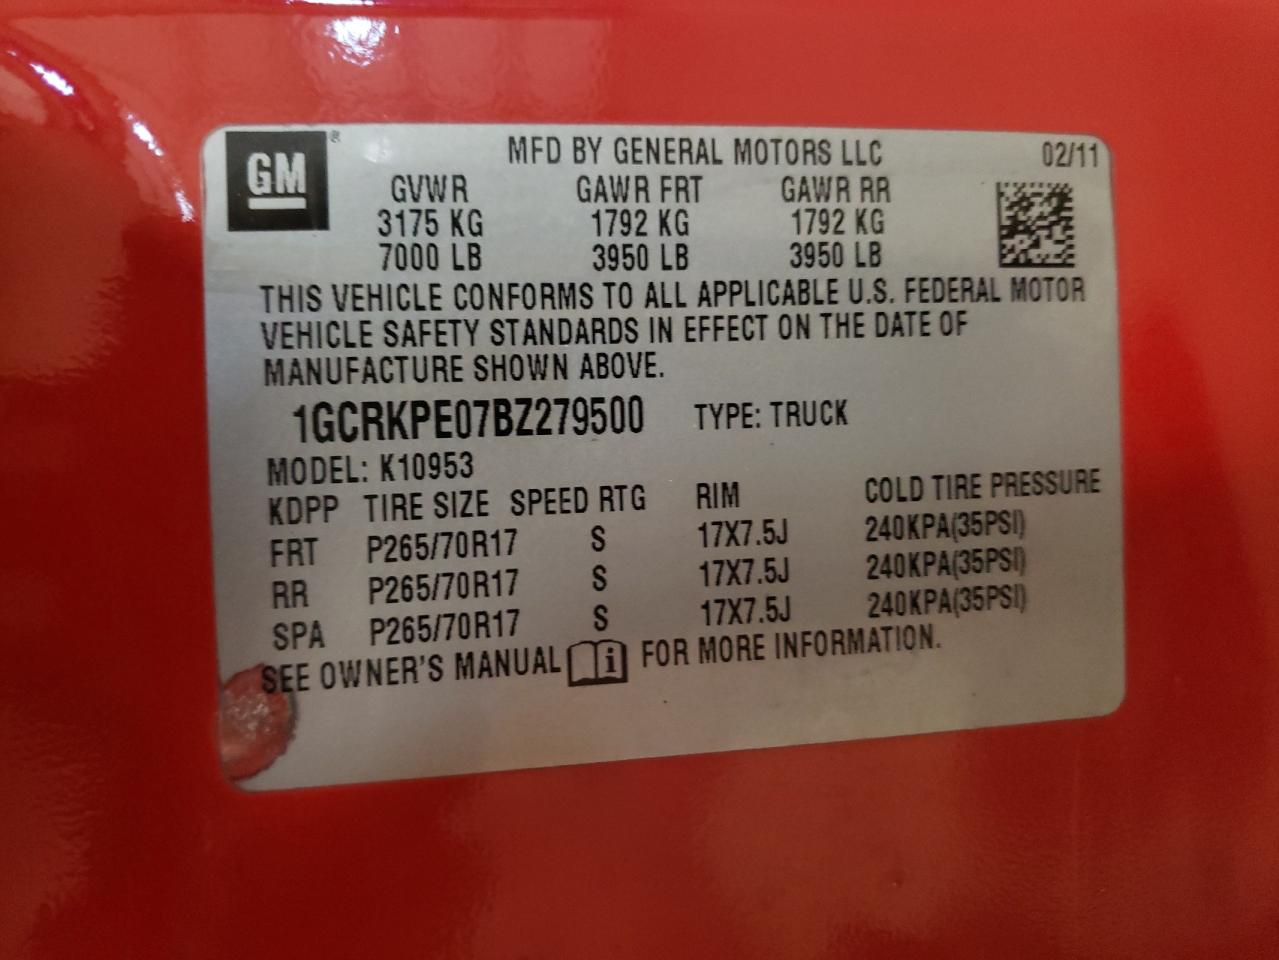 GM ® MFD BY GENERAL MOTORS LLC 02/11
GVWR GAWR FRT GAWR RR
3175 KG 1792 KG 1792 KG
7000 LB 3950 LB 3950 LB
THIS VEHICLE CONFORMS TO ALL APPLICABLE U.S. FEDERAL MOTOR
VEHICLE SAFETY STANDARDS IN EFFECT ON THE DATE OF
MANUFACTURE SHOWN ABOVE.
1GCRKPE07BZ279500 TYPE: TRUCK
MODEL: K10953
KDPP TIRE SIZE SPEED RTG RIM COLD TIRE PRESSURE
FRT P265/70R17 S 17X7.5J 240KPA(35PSI)
RR P265/70R17 S 17X7.5J 240KPA(35PSI)
SPA P265/70R17 S 17X7.5J 240KPA(35PSI)
SEE OWNER'S MANUAL i FOR MORE INFORMATION.